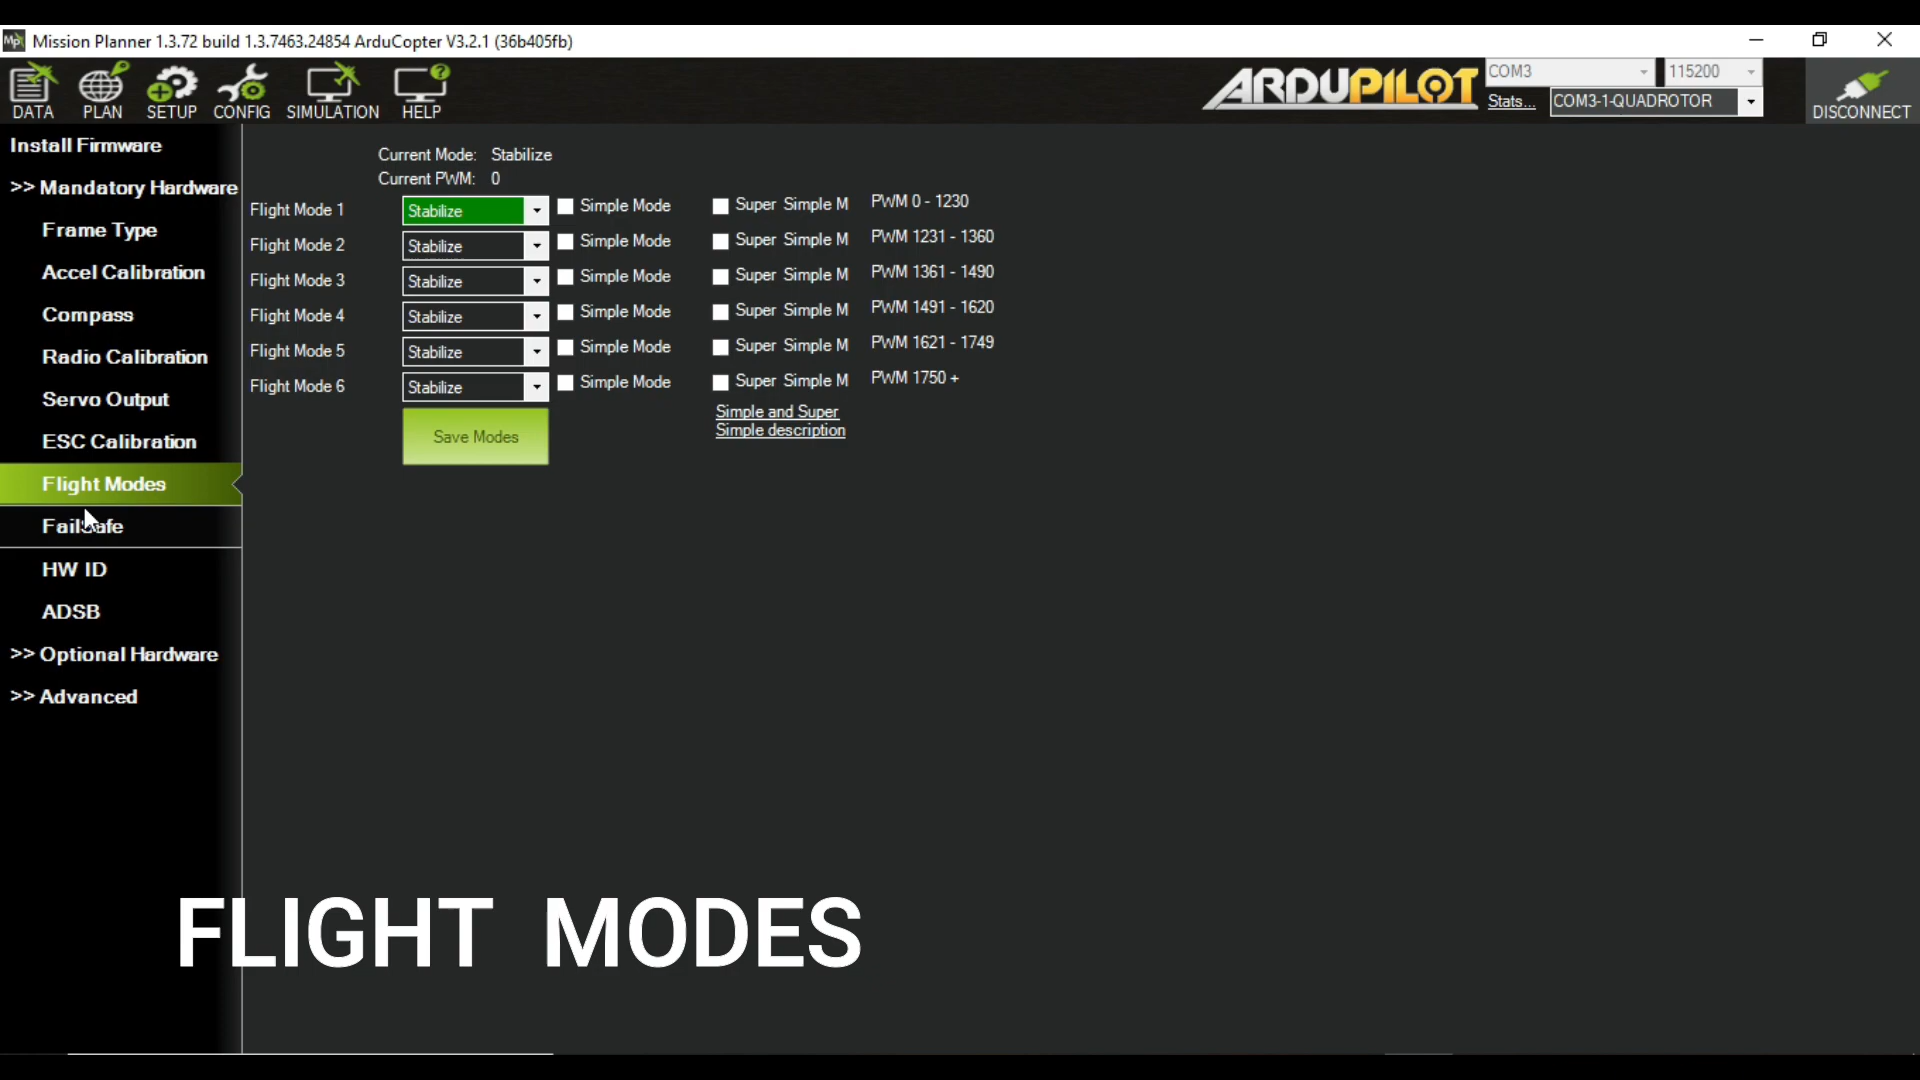 Mission Planner 1.3.72 build 1.3.7463.24854 ArduCopter V3.2.1 (36b405fb)
DATA PLAN SETUP CONFIG SIMULATION HELP
ARDUPILOT
COM3 115200
Stats... COM3-1-QUADROTOR
DISCONNECT
Install Firmware
>> Mandatory Hardware
Frame Type
Accel Calibration
Compass
Radio Calibration
Servo Output
ESC Calibration
Flight Modes
FailSafe
HW ID
ADSB
>> Optional Hardware
>> Advanced
Current Mode: Stabilize
Current PWM: 0
Flight Mode 1 Stabilize Simple Mode Super Simple M PWM 0 - 1230
Flight Mode 2 Stabilize Simple Mode Super Simple M PWM 1231 - 1360
Flight Mode 3 Stabilize Simple Mode Super Simple M PWM 1361 - 1490
Flight Mode 4 Stabilize Simple Mode Super Simple M PWM 1491 - 1620
Flight Mode 5 Stabilize Simple Mode Super Simple M PWM 1621 - 1749
Flight Mode 6 Stabilize Simple Mode Super Simple M PWM 1750 +
Simple and Super
Simple description
Save Modes
FLIGHT MODES